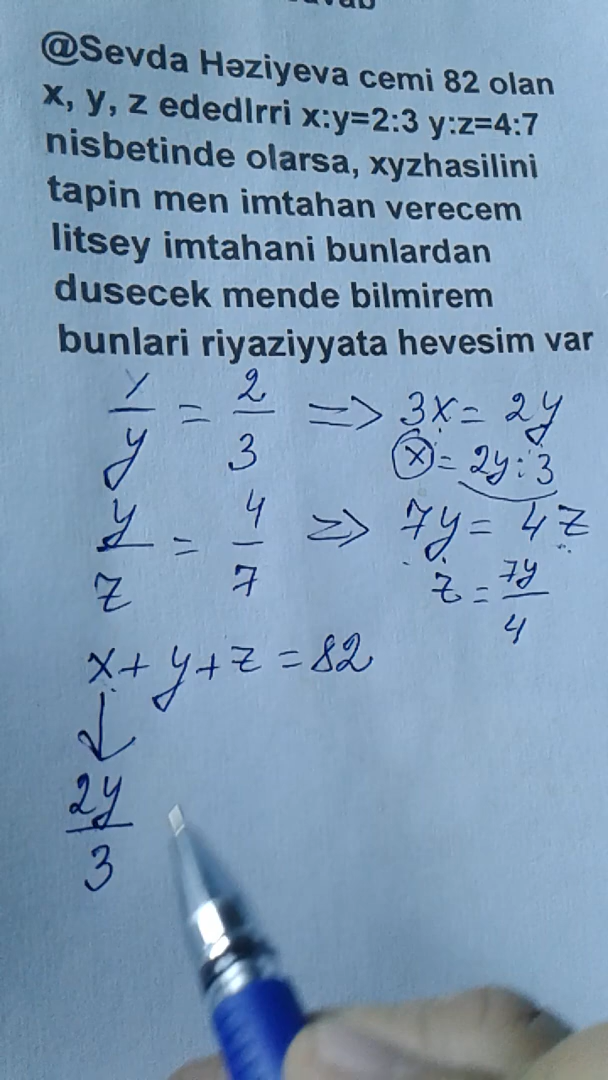 @Sevda Həziyeva cemi 82 olan
x, y, z ededlrri x:y=2:3 y:z=4:7
nisbetinde olarsa, xyzhasilini
tapin men imtahan verecem
litsey imtahani bunlardan
dusecek mende bilmirem
bunlari riyaziyyata hevesim var
x/y = 2/3 => 3x = 2y
x = 2y:3
y/z = 4/7 => 7y = 4z
z = 7y/4
x + y + z = 82
↓
2y/3